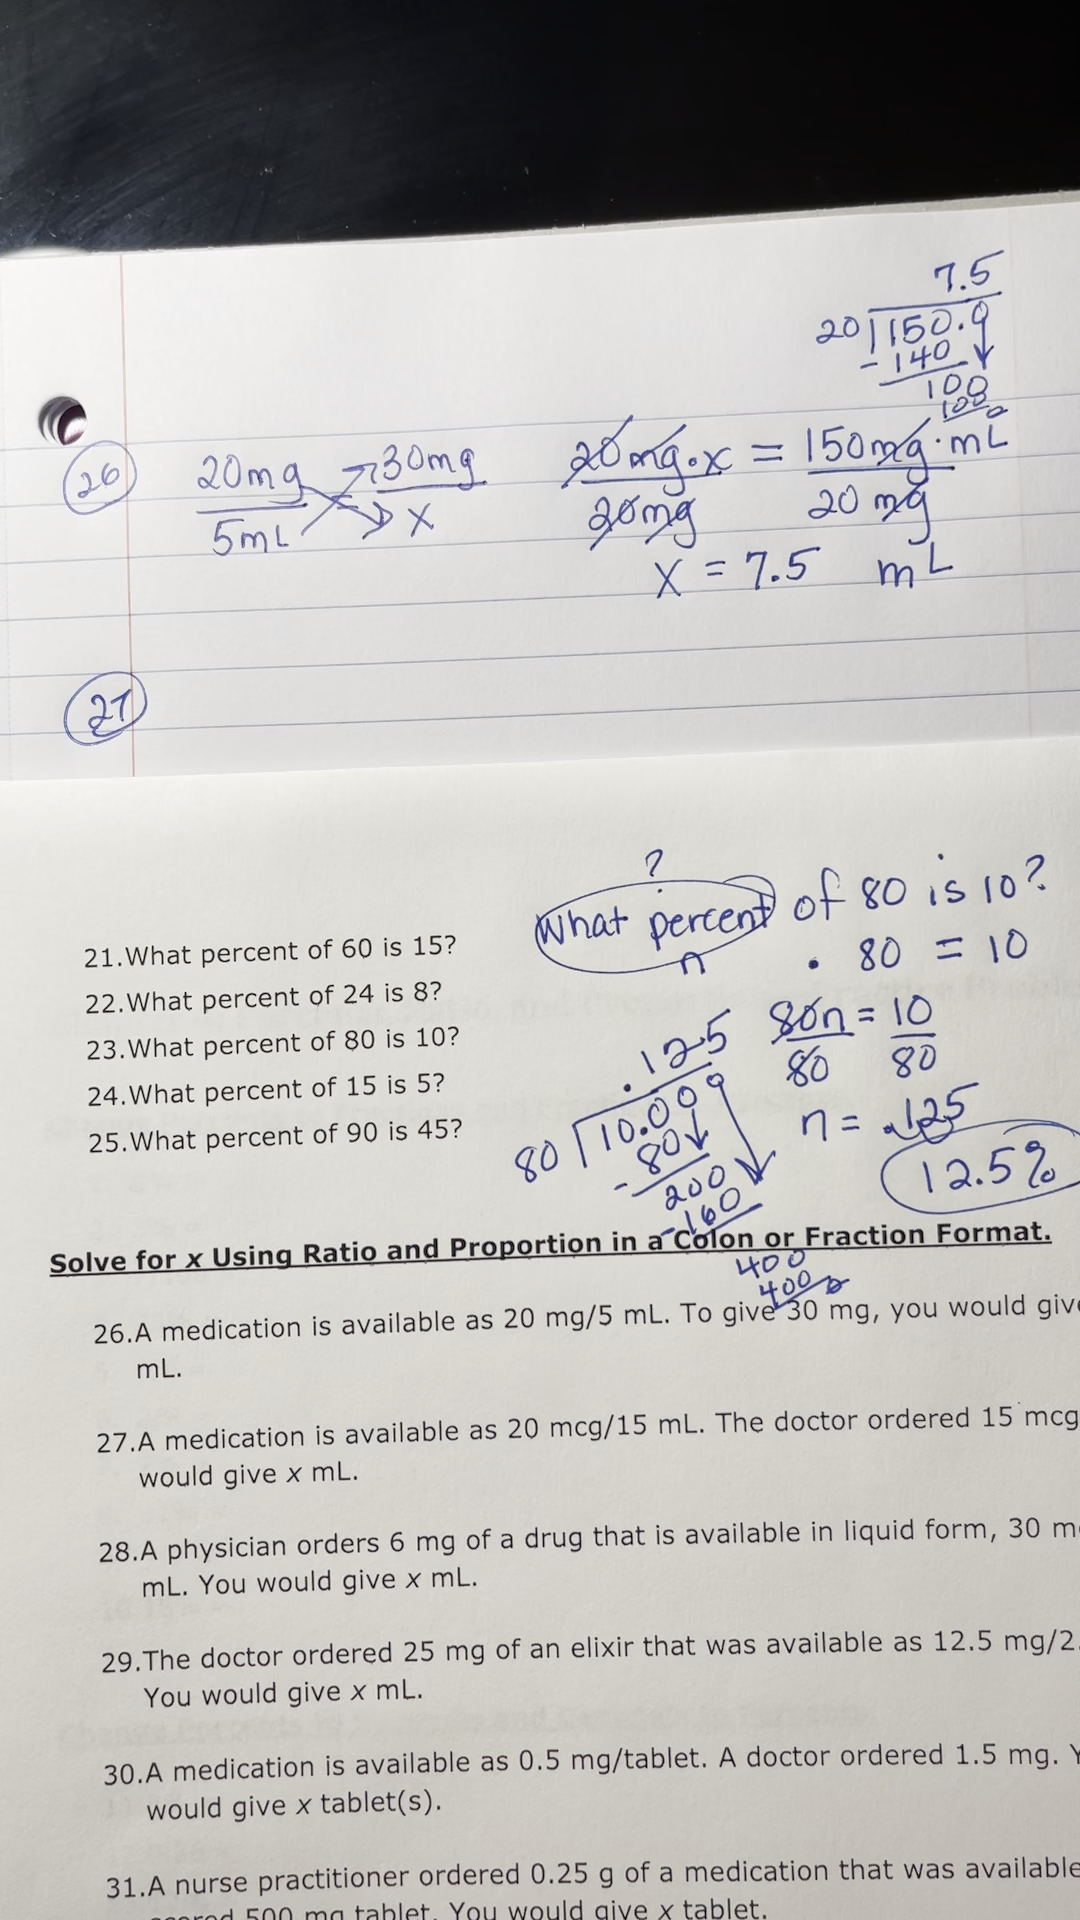 7.5
20 150.0
- 140
100
100
0
26 20mg 30mg 20mg·x = 150mg·mL
5mL x 20mg 20 mg
x = 7.5 mL
27
?
What percent of 80 is 10?
n · 80 = 10
21.What percent of 60 is 15?
22.What percent of 24 is 8?
23.What percent of 80 is 10?
24.What percent of 15 is 5?
25.What percent of 90 is 45?
80n = 10
80 80
n = .125
12.5%
.125
80 10.000
- 80
200
- 160
400
400
0
Solve for x Using Ratio and Proportion in a Colon or Fraction Format.
26.A medication is available as 20 mg/5 mL. To give 30 mg, you would give
mL.
27.A medication is available as 20 mcg/15 mL. The doctor ordered 15 mcg
would give x mL.
28.A physician orders 6 mg of a drug that is available in liquid form, 30 m
mL. You would give x mL.
29.The doctor ordered 25 mg of an elixir that was available as 12.5 mg/2.
You would give x mL.
30.A medication is available as 0.5 mg/tablet. A doctor ordered 1.5 mg. Y
would give x tablet(s).
31.A nurse practitioner ordered 0.25 g of a medication that was available
500 mg tablet. You would give x tablet.